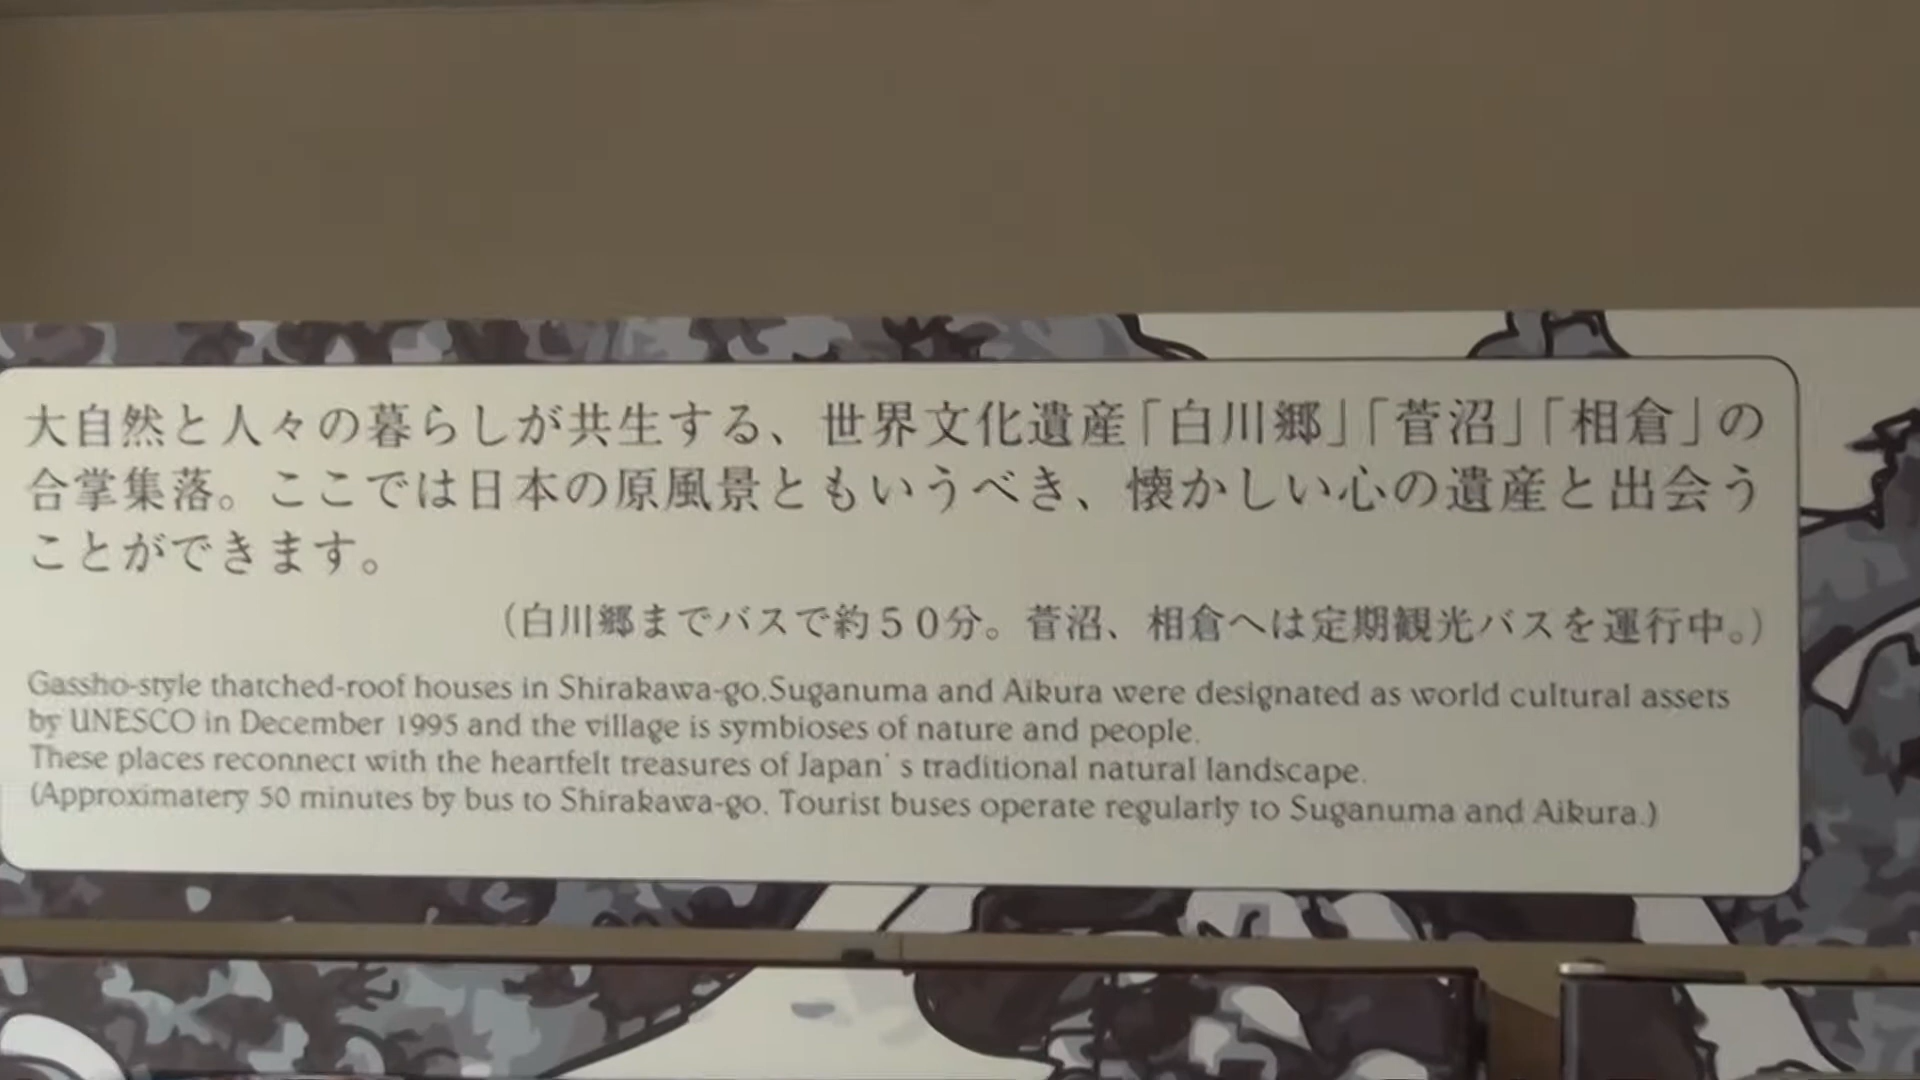 大自然と人々の暮らしが共生する、世界文化遺産「白川郷」「菅沼」「相倉」の
合掌集落。ここでは日本の原風景ともいうべき、懐かしい心の遺産と出会う
ことができます。
（白川郷までバスで約５０分。菅沼、相倉へは定期観光バスを運行中。）
Gassho-style thatched-roof houses in Shirakawa-go.Suganuma and Aikura were designated as world cultural assets
by UNESCO in December 1995 and the village is symbioses of nature and people.
These places reconnect with the heartfelt treasures of Japan' s traditional natural landscape.
(Approximatery 50 minutes by bus to Shirakawa-go. Tourist buses operate regularly to Suganuma and Aikura.)